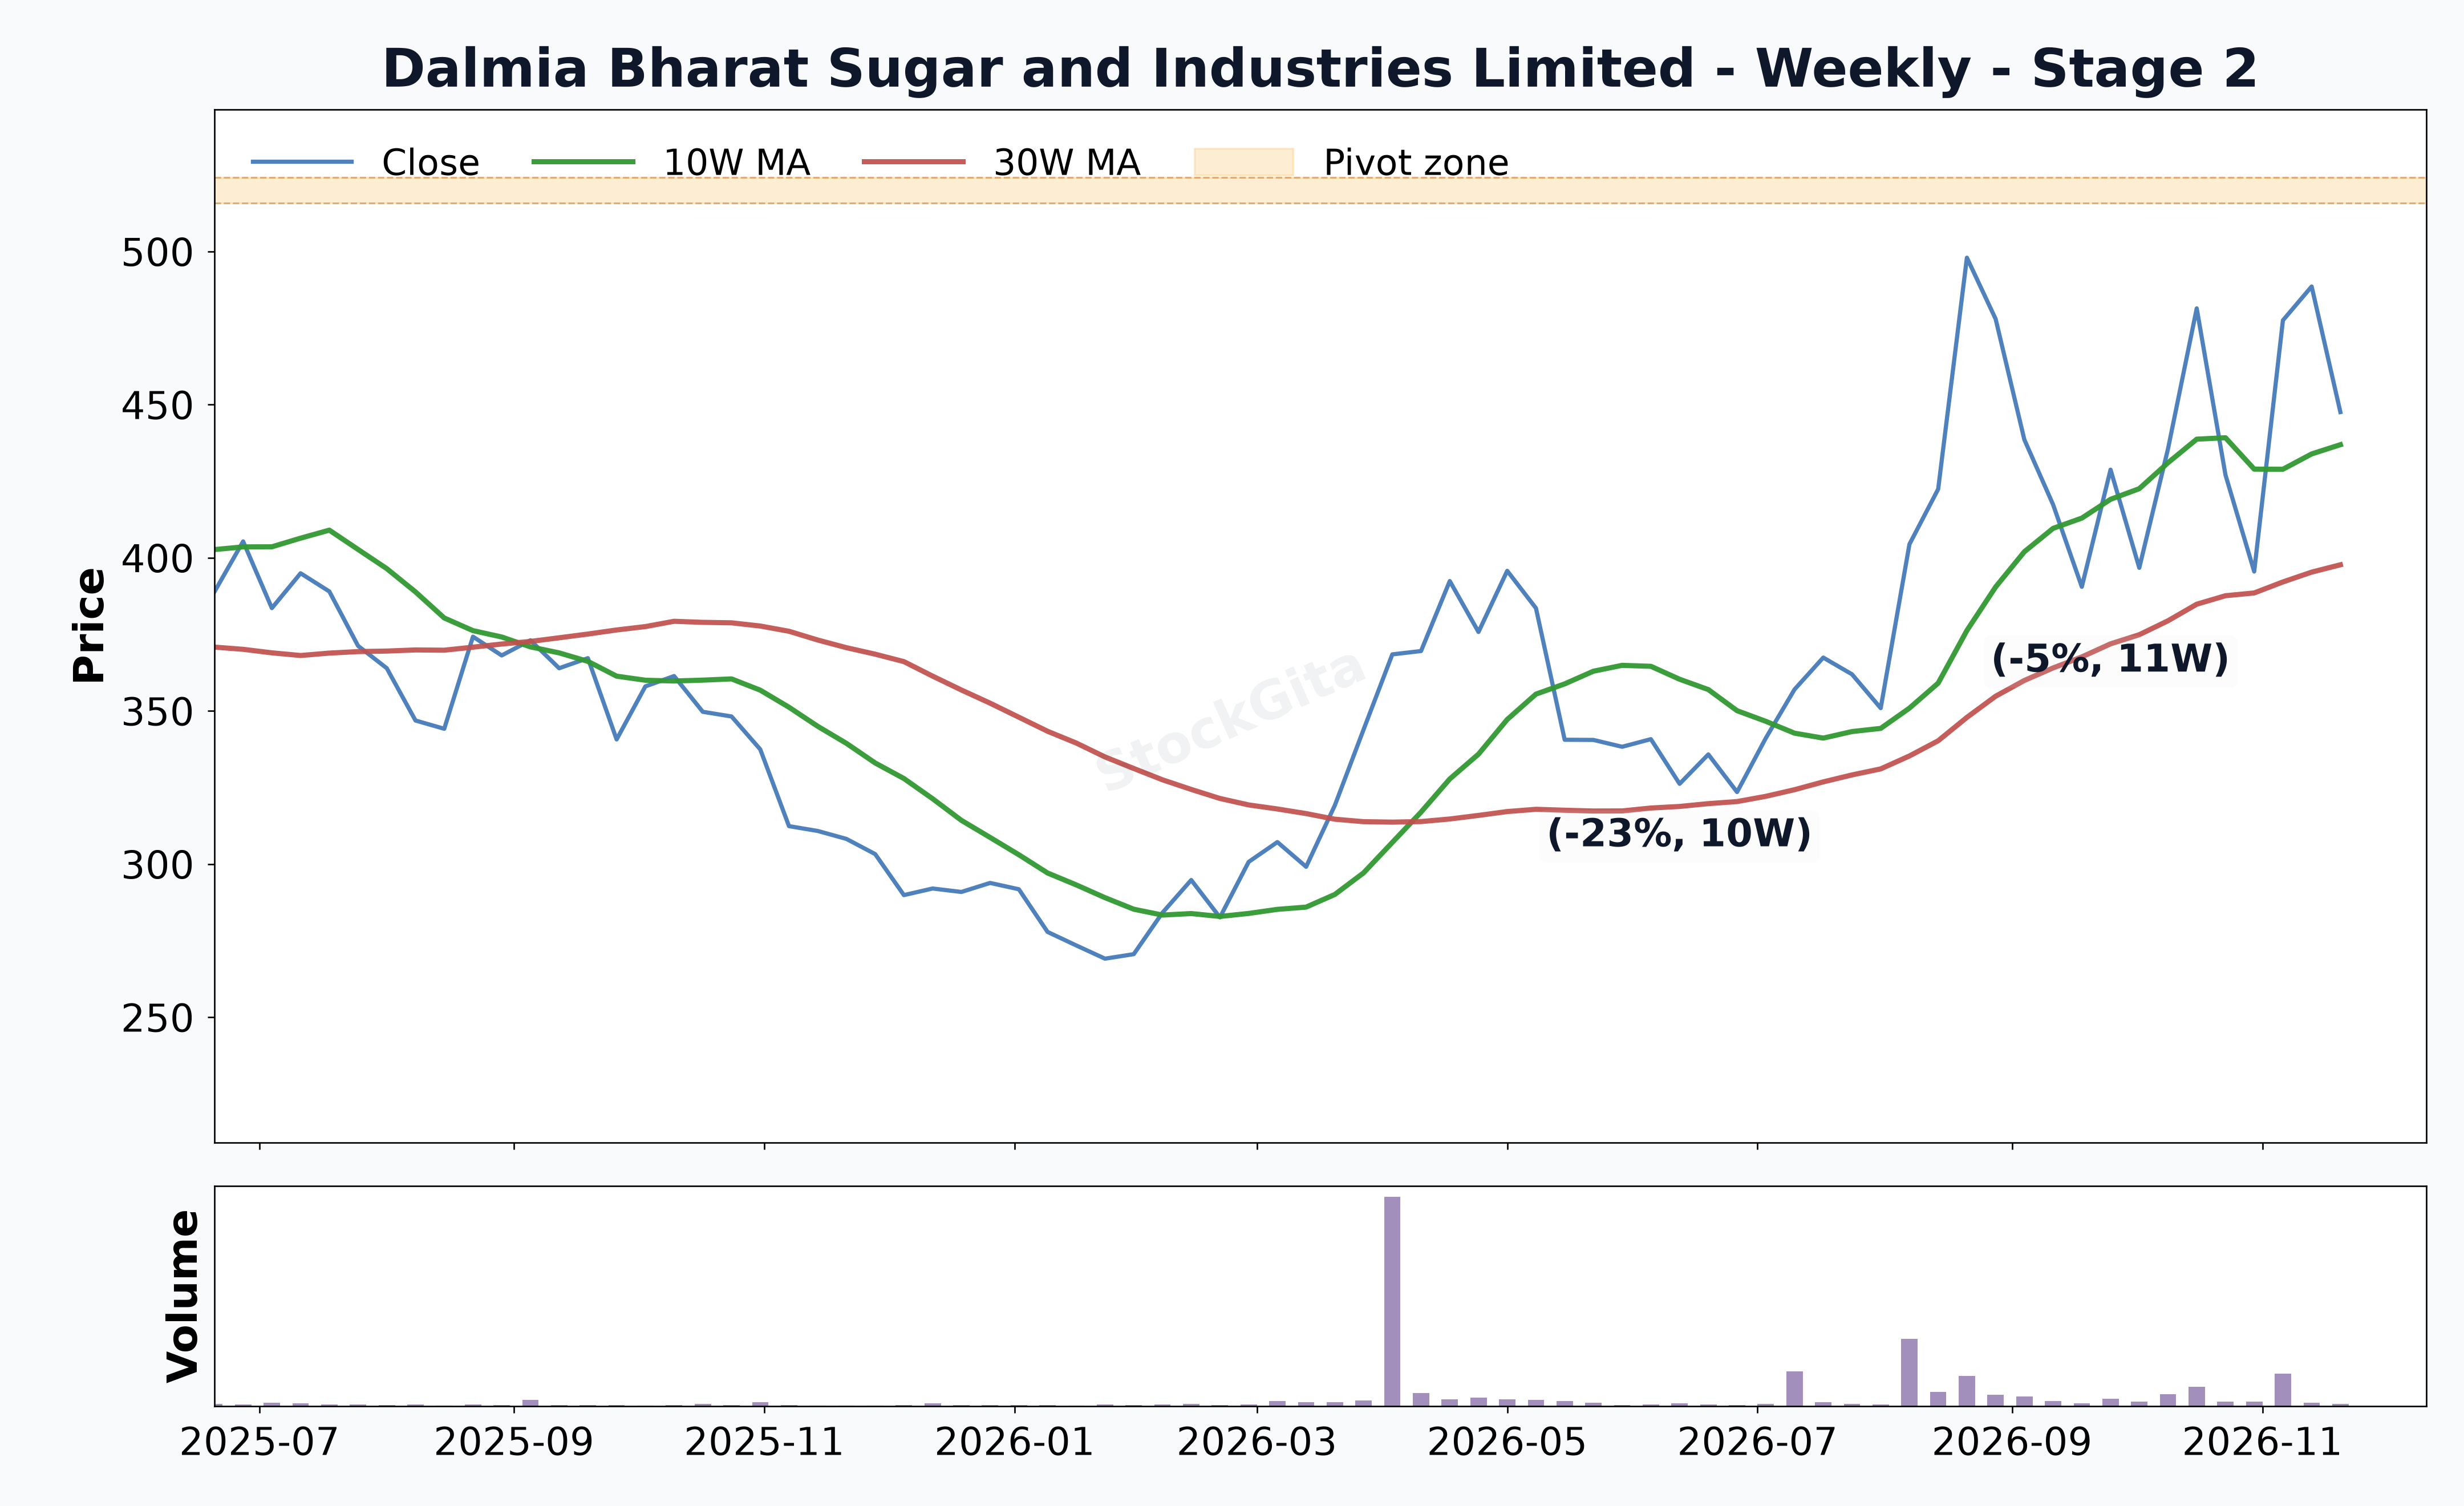 Dalmia Bharat Sugar and Industries Limited - Weekly - Stage 2
Close 10W MA 30W MA Pivot zone
500
450
400
350
300
250
Price
StockGita
(-5%, 11W)
(-23%, 10W)
Volume
2025-07 2025-09 2025-11 2026-01 2026-03 2026-05 2026-07 2026-09 2026-11